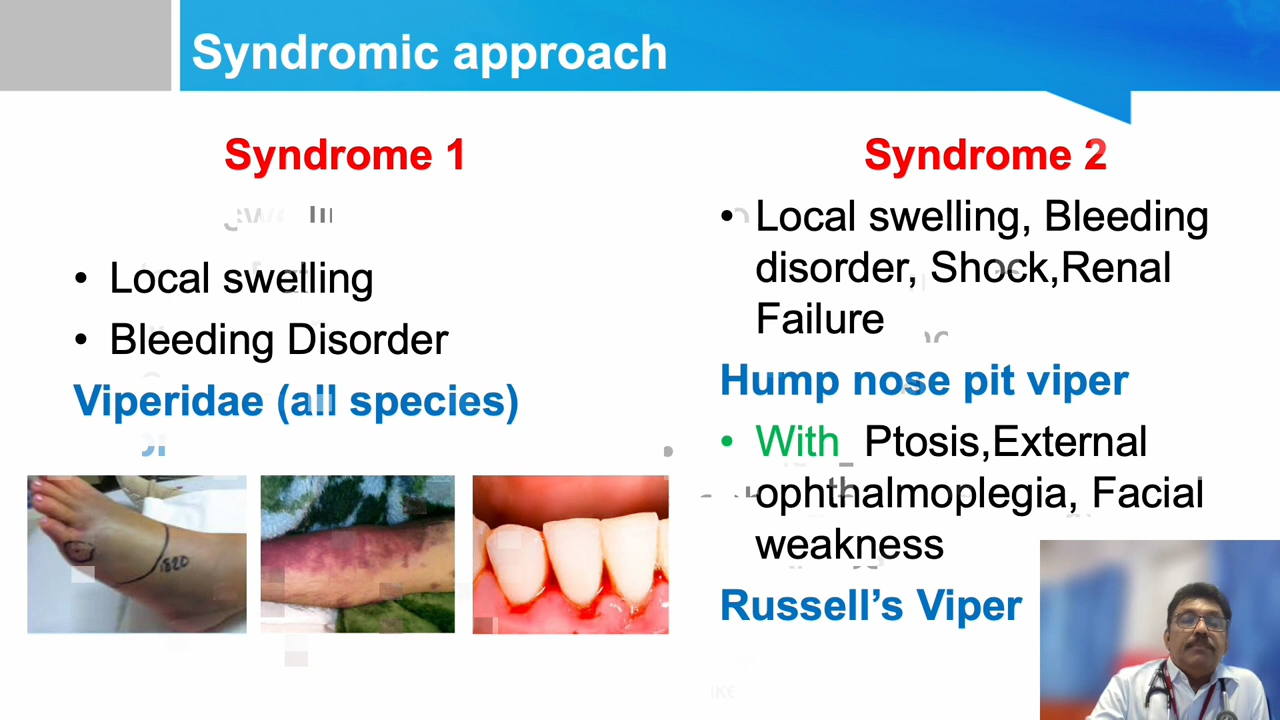 Syndromic approach
Syndrome 1
• Local swelling
• Bleeding Disorder
Viperidae (all species)
1820
Syndrome 2
• Local swelling, Bleeding
disorder, Shock,Renal
Failure
Hump nose pit viper
• With Ptosis,External
ophthalmoplegia, Facial
weakness
Russell’s Viper